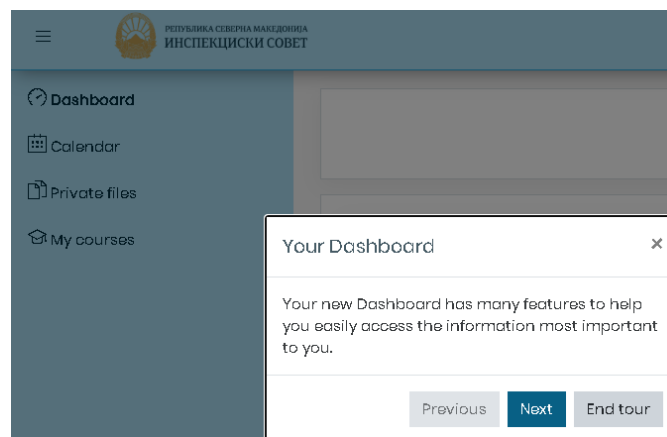 РЕПУБЛИКА СЕВЕРНА МАКЕДОНИЈА
ИНСПЕКЦИСКИ СОВЕТ
Dashboard
Calendar
Private files
My courses
Your Dashboard ×
Your new Dashboard has many features to help
you easily access the information most important
to you.
Previous Next End tour